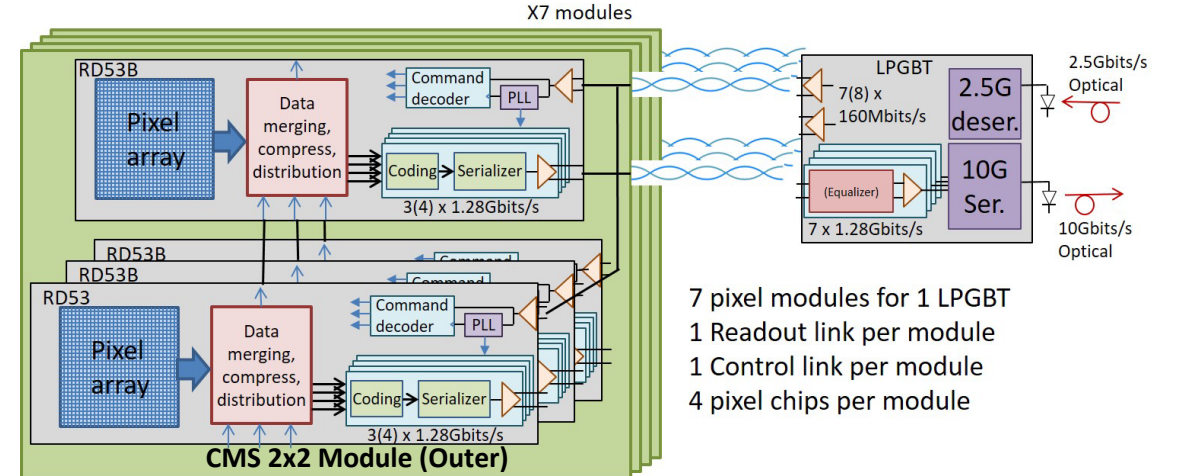 X7 modules
RD53B
Pixel
array
Data
merging,
compress,
distribution
Command
decoder
PLL
Coding
Serializer
3(4) x 1.28Gbits/s
LPGBT
7(8) x
160Mbits/s
2.5G
deser.
2.5Gbits/s
Optical
(Equalizer)
10G
Ser.
7 x 1.28Gbits/s
10Gbits/s
Optical
RD53B
Command
RD53B
RD53
Pixel
array
Data
merging,
compress,
distribution
Command
decoder
PLL
Coding
Serializer
3(4) x 1.28Gbits/s
CMS 2x2 Module (Outer)
7 pixel modules for 1 LPGBT
1 Readout link per module
1 Control link per module
4 pixel chips per module